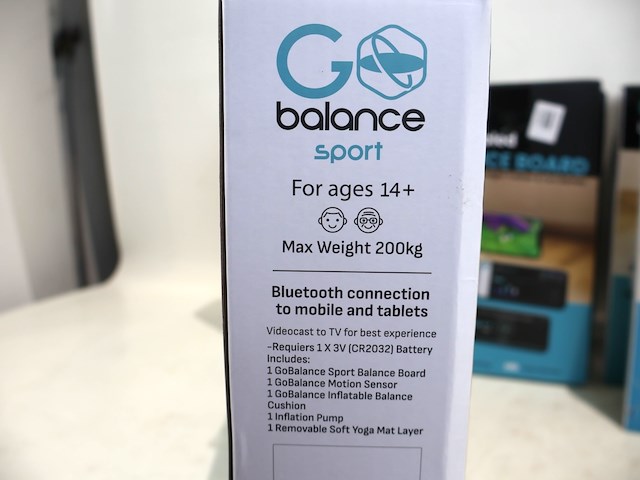 GO
balance
sport
For ages 14+
Max Weight 200kg
Bluetooth connection
to mobile and tablets
Videocast to TV for best experience
-Requiers 1 X 3V (CR2032) Battery
Includes:
1 GoBalance Sport Balance Board
1 GoBalance Motion Sensor
1 GoBalance Inflatable Balance
Cushion
1 Inflation Pump
1 Removable Soft Yoga Mat Layer
BOARD